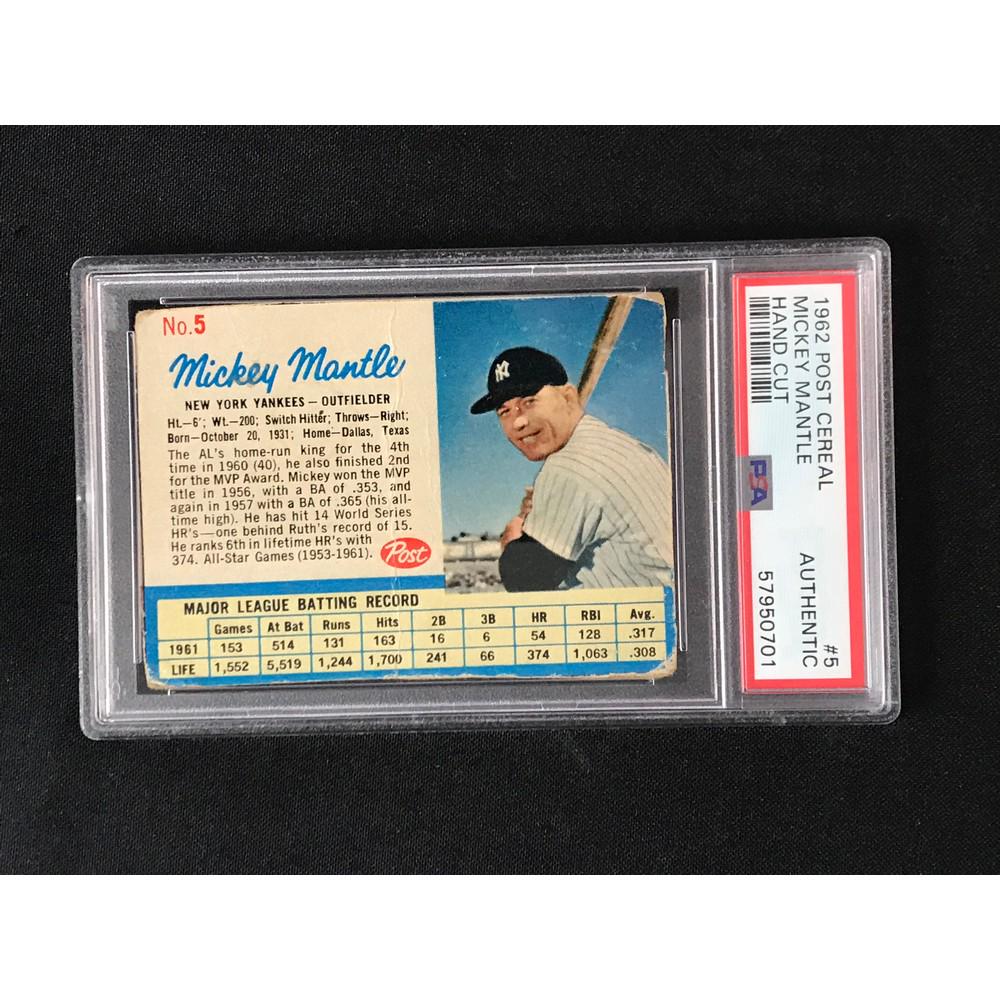 No.5
Mickey Mantle
NEW YORK YANKEES – OUTFIELDER
Ht.—6'; Wt.—200; Switch Hitter; Throws—Right;
Born—October 20, 1931; Home—Dallas, Texas
The AL's home-run king for the 4th
time in 1960 (40), he also finished 2nd
for the MVP Award. Mickey won the MVP
title in 1956, with a BA of .353, and
again in 1957 with a BA of .365 (his all-
time high). He has hit 14 World Series
HR's—one behind Ruth's record of 15.
He ranks 6th in lifetime HR's with
374. All-Star Games (1953-1961).
Post
NY
MAJOR LEAGUE BATTING RECORD
Games At Bat Runs Hits 2B 3B HR RBI Avg.
1961 153 514 131 163 16 6 54 128 .317
LIFE 1,552 5,519 1,244 1,700 241 66 374 1,063 .308
1962 POST CEREAL #5
MICKEY MANTLE AUTHENTIC
HAND CUT
PSA
57950701